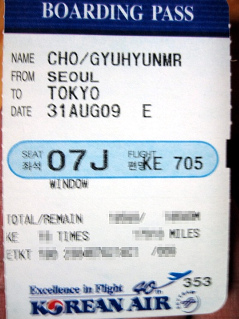 BOARDING PASS
NAME CHO/GYUHYUNMR
FROM SEOUL
TO TOKYO
DATE 31AUG09 E
SEAT 07J FLIGHT KE 705
좌석 편명
WINDOW
TOTAL/REMAIN
KE TIMES MILES
ETKT
Excellence in Flight 40
353
KOREAN AIR